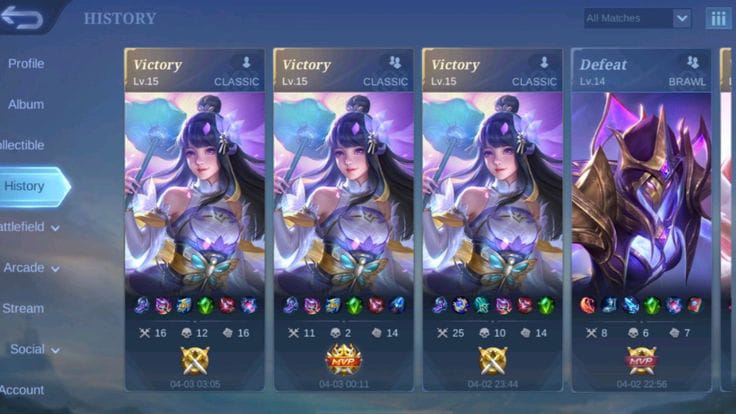 HISTORY
All Matches
Profile
Album
ollectible
History
attlefield
Arcade
Stream
Social
Account
Victory
Lv.15 CLASSIC
16 12 16
04-03 03:05
Victory
Lv.15 CLASSIC
11 2 14
MVP
04-03 00:11
Victory
Lv.15 CLASSIC
25 10 14
04-02 23:44
Defeat
Lv.14 BRAWL
8 6 7
MVP
04-02 22:56